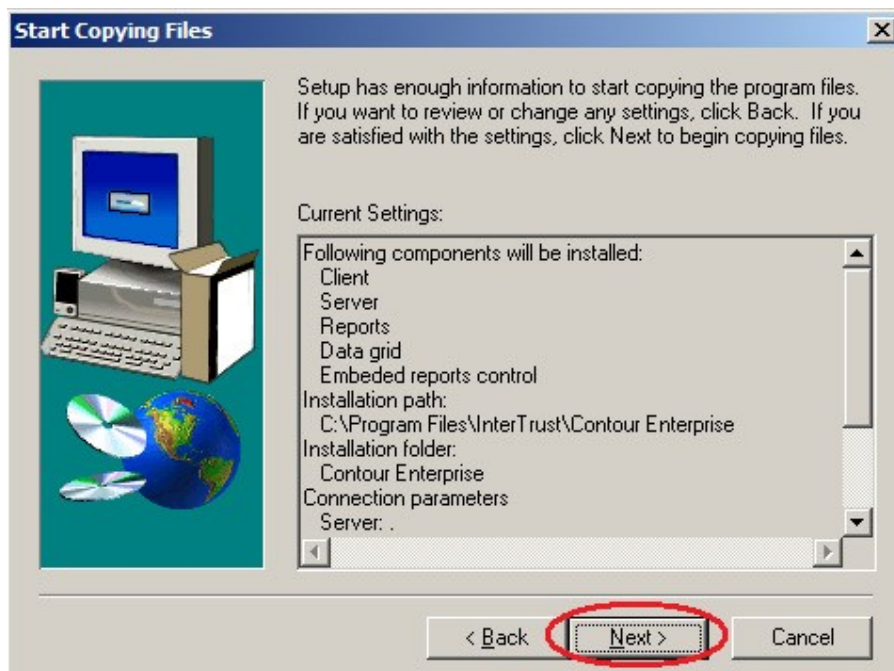 Start Copying Files
Setup has enough information to start copying the program files.
If you want to review or change any settings, click Back.  If you
are satisfied with the settings, click Next to begin copying files.
Current Settings:
Following components will be installed:
Client
Server
Reports
Data grid
Embeded reports control
Installation path:
C:\Program Files\InterTrust\Contour Enterprise
Installation folder:
Contour Enterprise
Connection parameters
Server: .
< Back
Next >
Cancel